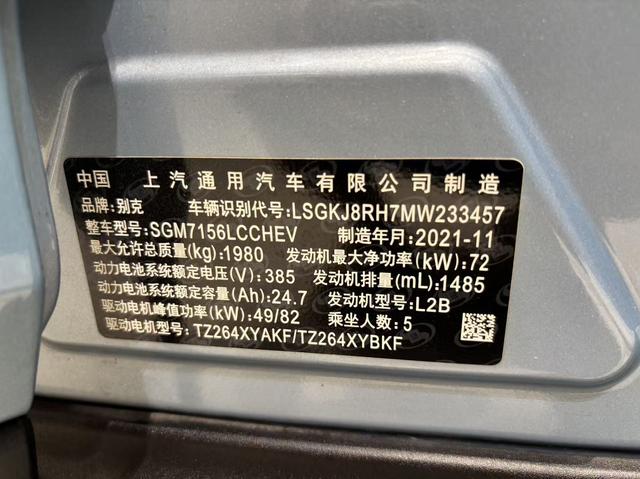 中国 上汽通用汽车有限公司制造
品牌:别克 车辆识别代号:LSGKJ8RH7MW233457
整车型号:SGM7156LCCHEV 制造年月:2021-11
最大允许总质量(kg):1980 发动机最大净功率(kW):72
动力电池系统额定电压(V):385 发动机排量(mL):1485
动力电池系统额定容量(Ah):24.7 发动机型号:L2B
驱动电机峰值功率(kW):49/82 乘坐人数:5
驱动电机型号:TZ264XYAKF/TZ264XYBKF